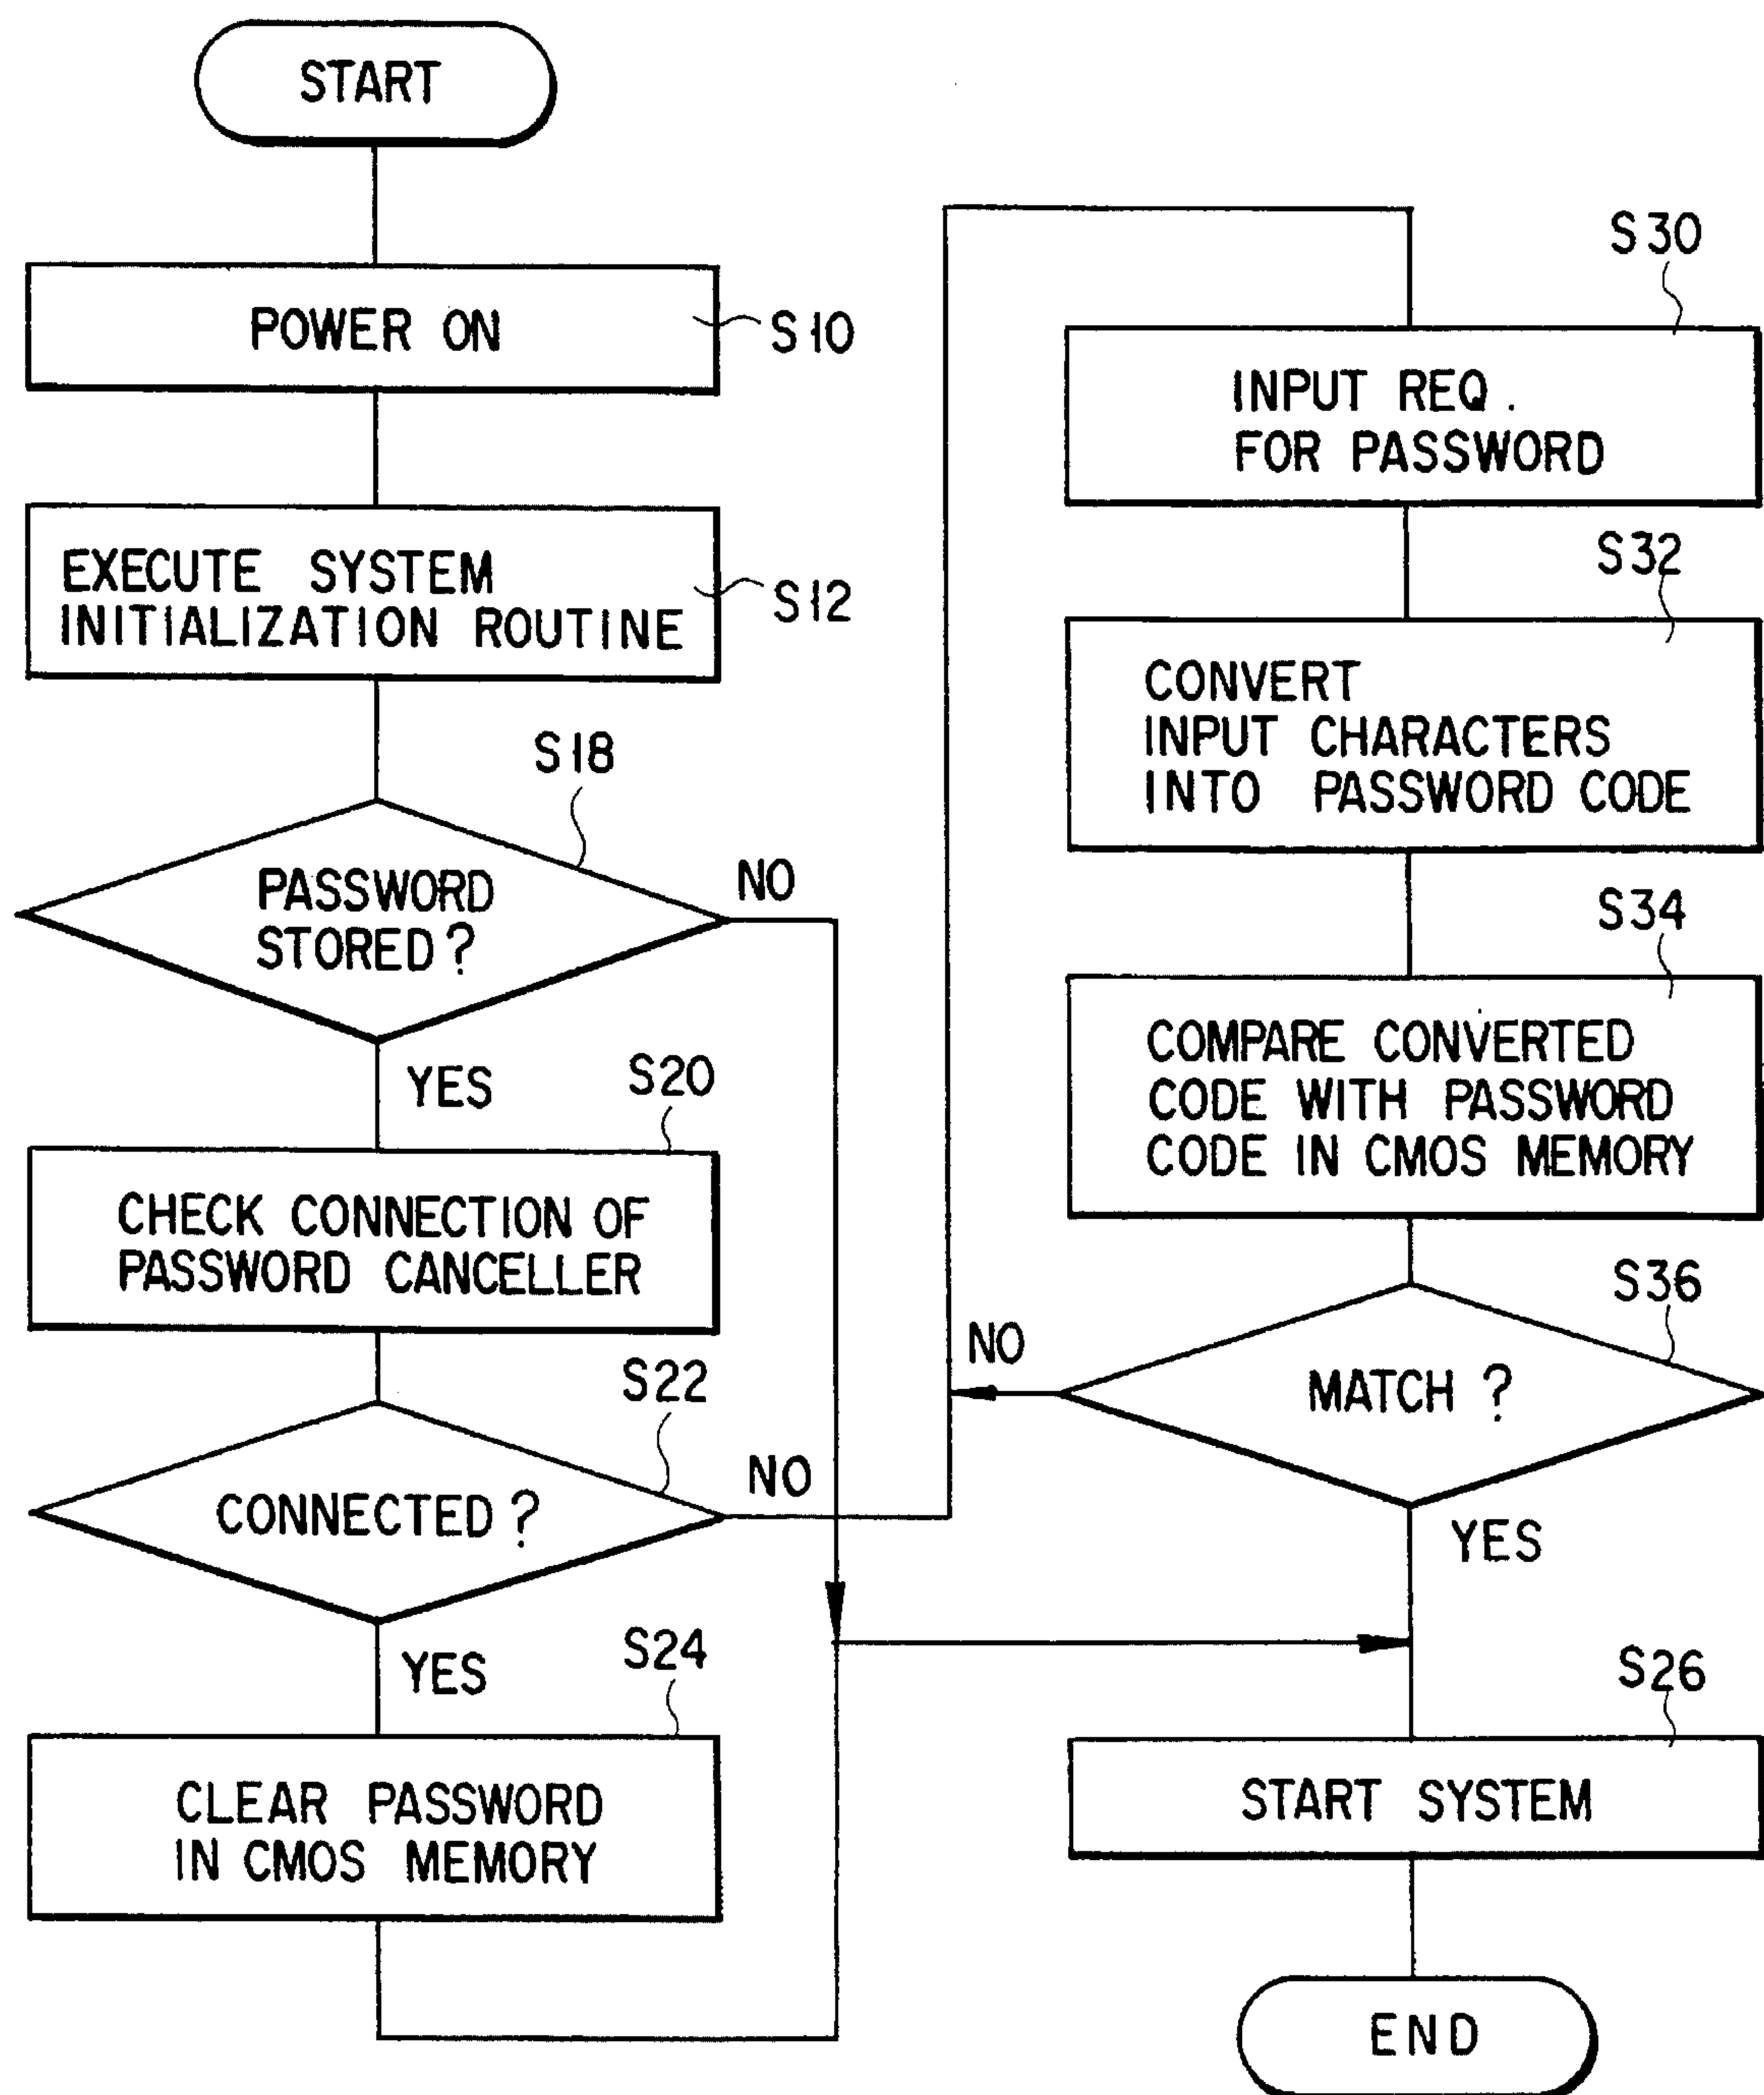 START
POWER ON
S10
EXECUTE SYSTEM
INITIALIZATION ROUTINE
S12
S18
PASSWORD
STORED?
NO
YES
S20
CHECK CONNECTION OF
PASSWORD CANCELLER
S22
CONNECTED?
NO
YES
S24
CLEAR PASSWORD
IN CMOS MEMORY
S30
INPUT REQ.
FOR PASSWORD
S32
CONVERT
INPUT CHARACTERS
INTO PASSWORD CODE
S34
COMPARE CONVERTED
CODE WITH PASSWORD
CODE IN CMOS MEMORY
S36
NO
MATCH?
YES
S26
START SYSTEM
END